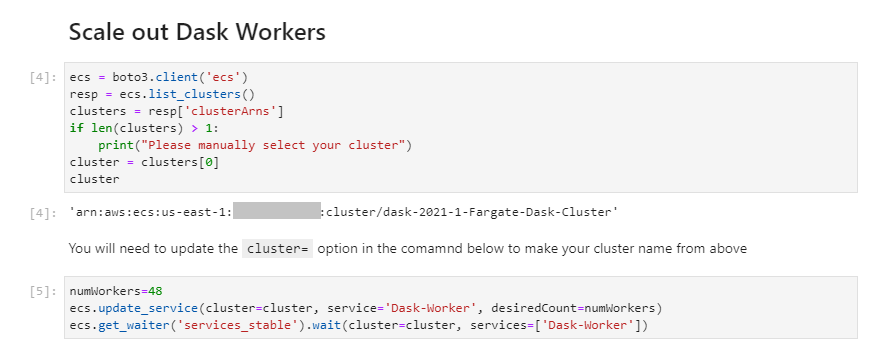 Scale out Dask Workers
[4]: ecs = boto3.client('ecs')
resp = ecs.list_clusters()
clusters = resp['clusterArns']
if len(clusters) > 1:
    print("Please manually select your cluster")
cluster = clusters[0]
cluster
[4]: 'arn:aws:ecs:us-east-1: :cluster/dask-2021-1-Fargate-Dask-Cluster'
You will need to update the cluster= option in the comamnd below to make your cluster name from above
[5]: numWorkers=48
ecs.update_service(cluster=cluster, service='Dask-Worker', desiredCount=numWorkers)
ecs.get_waiter('services_stable').wait(cluster=cluster, services=['Dask-Worker'])